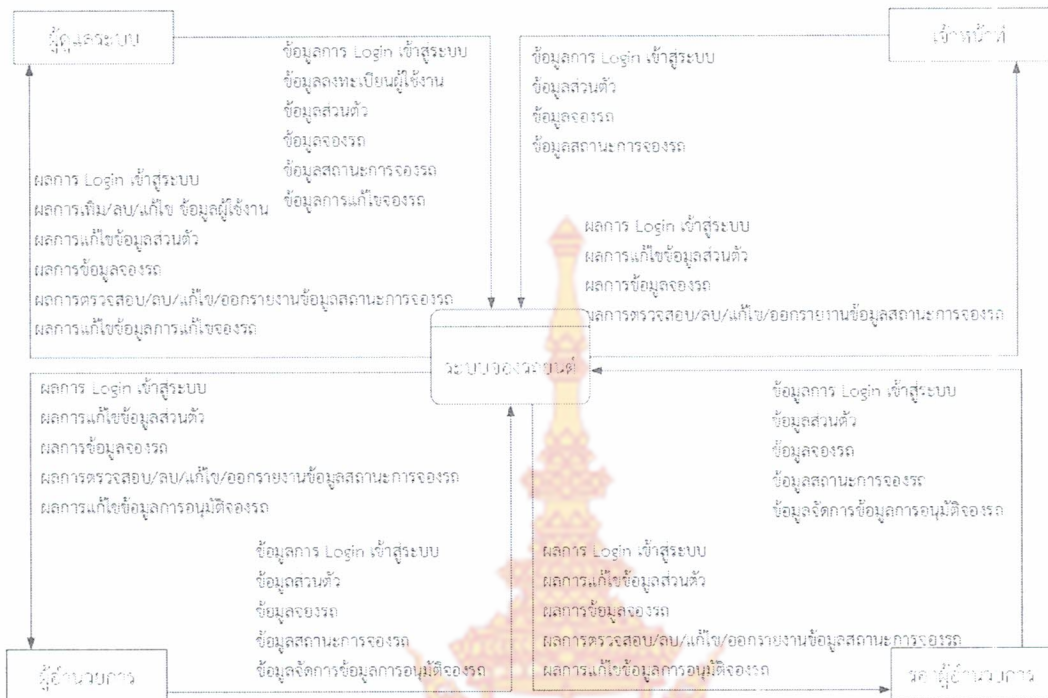 ผู้ดูแลระบบ
เจ้าหน้าที่
ข้อมูลการ Login เข้าสู่ระบบ
ข้อมูลลงทะเบียนผู้ใช้งาน
ข้อมูลส่วนตัว
ข้อมูลจองรถ
ข้อมูลสถานะการจองรถ
ข้อมูลการแก้ไขจองรถ
ข้อมูลการ Login เข้าสู่ระบบ
ข้อมูลส่วนตัว
ข้อมูลจองรถ
ข้อมูลสถานะการจองรถ
ผลการ Login เข้าสู่ระบบ
ผลการเพิ่ม/ลบ/แก้ไข ข้อมูลผู้ใช้งาน
ผลการแก้ไขข้อมูลส่วนตัว
ผลการข้อมูลจองรถ
ผลการตรวจสอบ/ลบ/แก้ไข/ออกรายงานข้อมูลสถานะการจองรถ
ผลการแก้ไขข้อมูลการแก้ไขจองรถ
ผลการ Login เข้าสู่ระบบ
ผลการแก้ไขข้อมูลส่วนตัว
ผลการข้อมูลจองรถ
ผลการตรวจสอบ/ลบ/แก้ไข/ออกรายงานข้อมูลสถานะการจองรถ
ระบบจองรถยนต์
ผลการ Login เข้าสู่ระบบ
ผลการแก้ไขข้อมูลส่วนตัว
ผลการข้อมูลจองรถ
ผลการตรวจสอบ/ลบ/แก้ไข/ออกรายงานข้อมูลสถานะการจองรถ
ผลการแก้ไขข้อมูลการอนุมัติจองรถ
ข้อมูลการ Login เข้าสู่ระบบ
ข้อมูลส่วนตัว
ข้อมูลจองรถ
ข้อมูลสถานะการจองรถ
ข้อมูลจัดการข้อมูลการอนุมัติจองรถ
ข้อมูลการ Login เข้าสู่ระบบ
ข้อมูลส่วนตัว
ข้อมูลจองรถ
ข้อมูลสถานะการจองรถ
ข้อมูลจัดการข้อมูลการอนุมัติจองรถ
ผลการ Login เข้าสู่ระบบ
ผลการแก้ไขข้อมูลส่วนตัว
ผลการข้อมูลจองรถ
ผลการตรวจสอบ/ลบ/แก้ไข/ออกรายงานข้อมูลสถานะการจองรถ
ผลการแก้ไขข้อมูลการอนุมัติจองรถ
ผู้อำนวยการ
รองผู้อำนวยการ